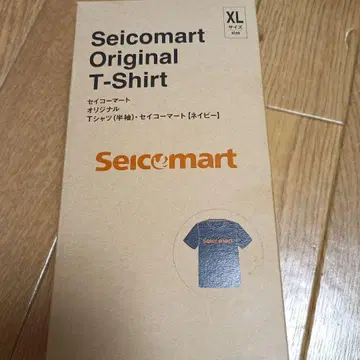 XL
サイズ
size
Seicomart
Original
T-Shirt
セイコーマート
オリジナル
Tシャツ(半袖)・セイコーマート【ネイビー】
Seicomart
Seicomart